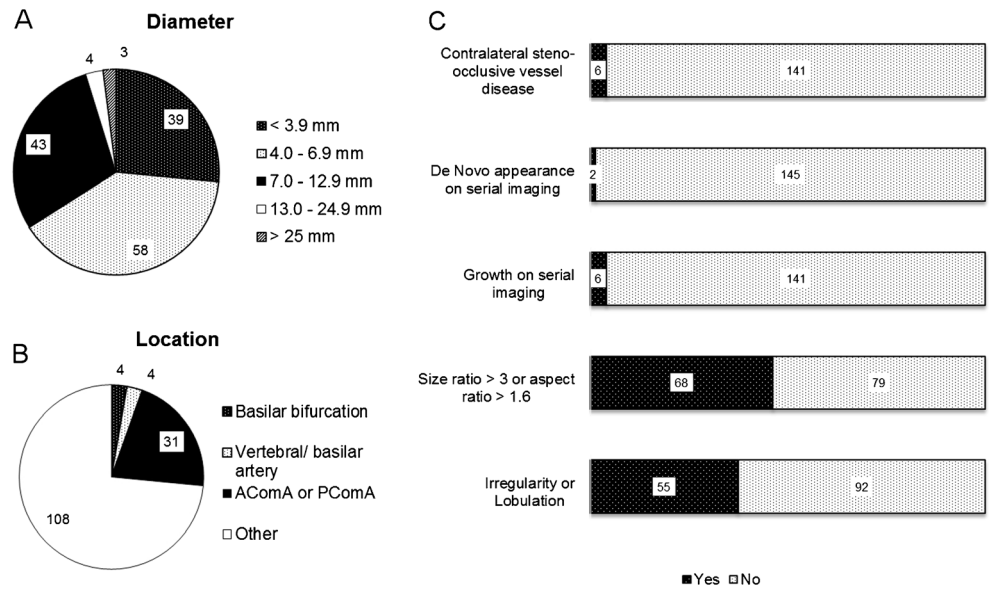 A
Diameter
4
3
39
43
58
< 3.9 mm
4.0 - 6.9 mm
7.0 - 12.9 mm
13.0 - 24.9 mm
> 25 mm
B
Location
4
4
31
108
Basilar bifurcation
Vertebral/ basilar
artery
AComA or PComA
Other
C
Contralateral steno-
occlusive vessel
disease
6
141
De Novo appearance
on serial imaging
2
145
Growth on serial
imaging
6
141
Size ratio > 3 or aspect
ratio > 1.6
68
79
Irregularity or
Lobulation
55
92
Yes No